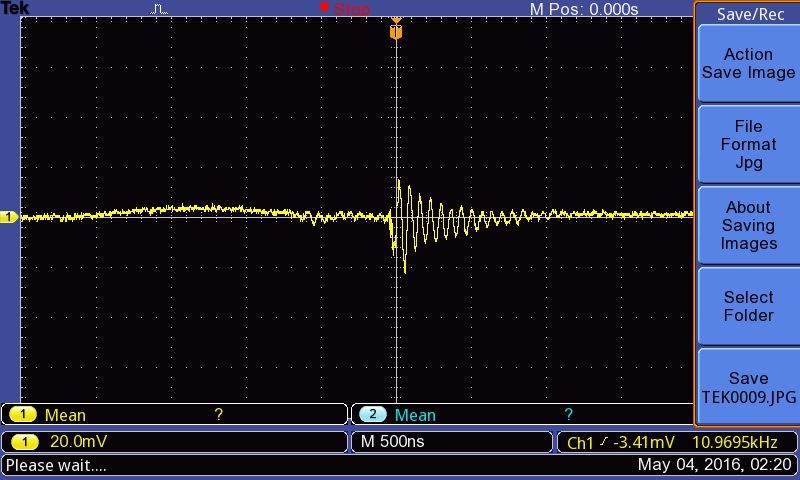 Tek
Stop
M Pos: 0.000s
Save/Rec
T
Action
Save Image
File
Format
Jpg
1
About
Saving
Images
Select
Folder
1 Mean ?
2 Mean ?
Save
TEK0009.JPG
1 20.0mV
M 500ns
Ch1 -3.41mV 10.9695kHz
Please wait....
May 04, 2016, 02:20